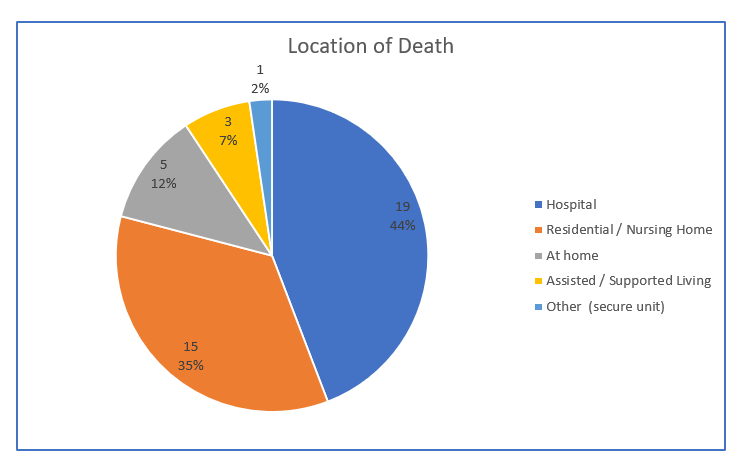 Location of Death
1
2%
3
7%
5
12%
19
44%
15
35%
Hospital
Residential / Nursing Home
At home
Assisted / Supported Living
Other  (secure unit)